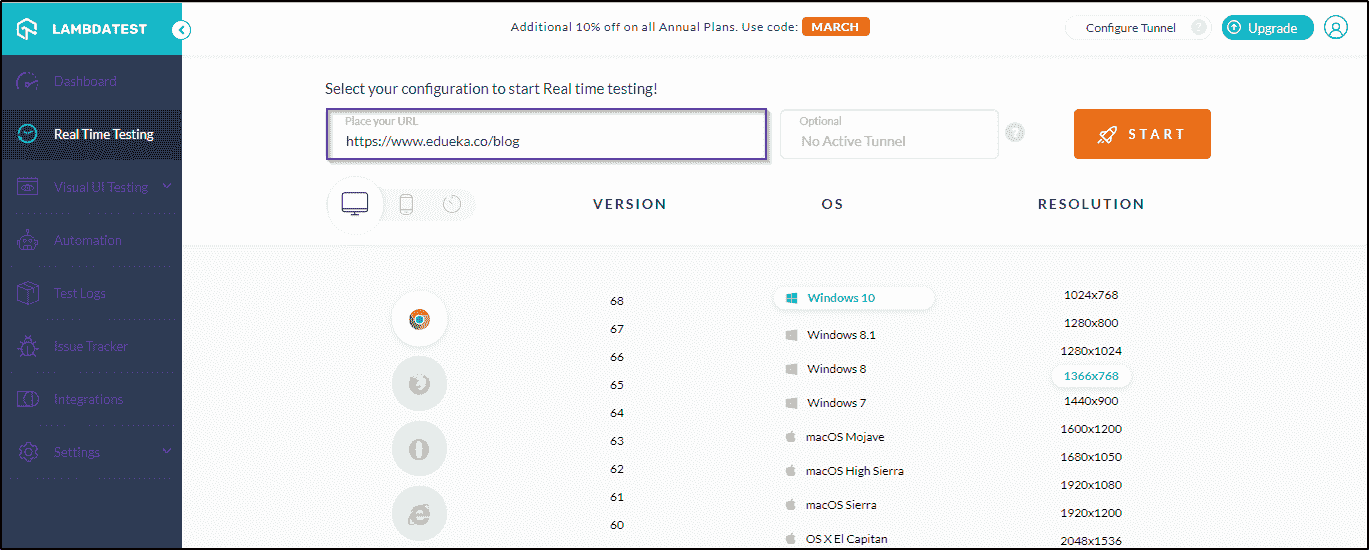 LAMBDATEST
Additional 10% off on all Annual Plans. Use code: MARCH
Configure Tunnel ?
Upgrade
Dashboard
Real Time Testing
Visual UI Testing
Automation
Test Logs
Issue Tracker
Integrations
Settings
Select your configuration to start Real time testing!
Place your URL
https://www.edueka.co/blog
Optional
No Active Tunnel
?
START
VERSION
68
67
66
65
64
63
62
61
60
OS
Windows 10
Windows 8.1
Windows 8
Windows 7
macOS Mojave
macOS High Sierra
macOS Sierra
OS X El Capitan
RESOLUTION
1024x768
1280x800
1280x1024
1366x768
1440x900
1600x1200
1680x1050
1920x1080
1920x1200
2048x1536